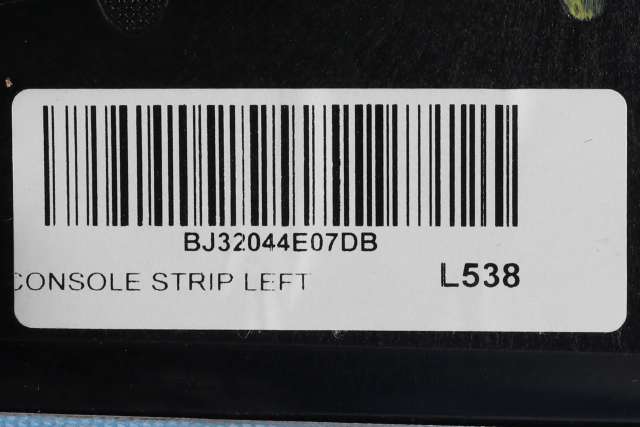 BJ32044E07DB
CONSOLE STRIP LEFT
L538